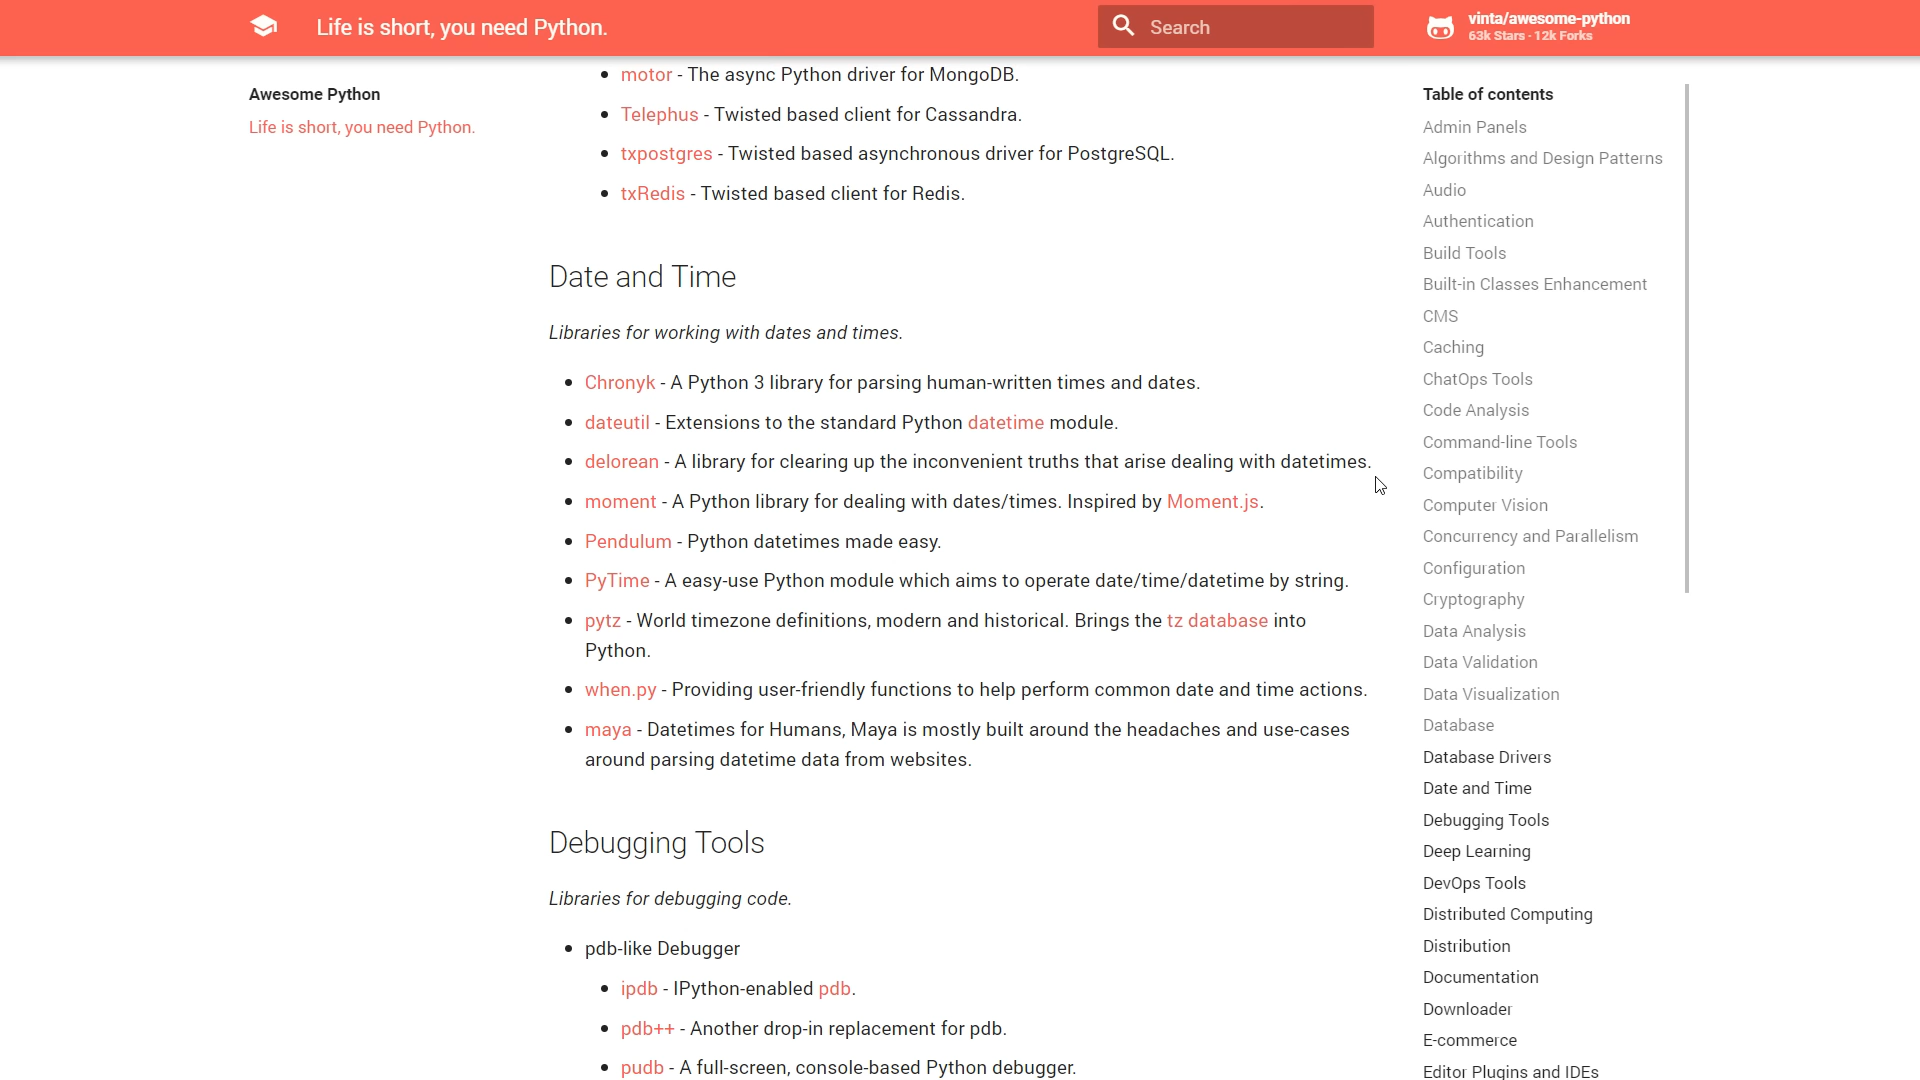 Life is short, you need Python.
Search
vinta/awesome-python
63k Stars · 12k Forks
Awesome Python
Life is short, you need Python.
motor - The async Python driver for MongoDB.
Telephus - Twisted based client for Cassandra.
txpostgres - Twisted based asynchronous driver for PostgreSQL.
txRedis - Twisted based client for Redis.
Date and Time
Libraries for working with dates and times.
Chronyk - A Python 3 library for parsing human-written times and dates.
dateutil - Extensions to the standard Python datetime module.
delorean - A library for clearing up the inconvenient truths that arise dealing with datetimes.
moment - A Python library for dealing with dates/times. Inspired by Moment.js.
Pendulum - Python datetimes made easy.
PyTime - A easy-use Python module which aims to operate date/time/datetime by string.
pytz - World timezone definitions, modern and historical. Brings the tz database into
Python.
when.py - Providing user-friendly functions to help perform common date and time actions.
maya - Datetimes for Humans, Maya is mostly built around the headaches and use-cases
around parsing datetime data from websites.
Debugging Tools
Libraries for debugging code.
pdb-like Debugger
ipdb - IPython-enabled pdb.
pdb++ - Another drop-in replacement for pdb.
pudb - A full-screen, console-based Python debugger.
Table of contents
Admin Panels
Algorithms and Design Patterns
Audio
Authentication
Build Tools
Built-in Classes Enhancement
CMS
Caching
ChatOps Tools
Code Analysis
Command-line Tools
Compatibility
Computer Vision
Concurrency and Parallelism
Configuration
Cryptography
Data Analysis
Data Validation
Data Visualization
Database
Database Drivers
Date and Time
Debugging Tools
Deep Learning
DevOps Tools
Distributed Computing
Distribution
Documentation
Downloader
E-commerce
Editor Plugins and IDEs